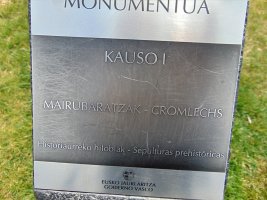 MONUMENTUA
KAUSO I
MAIRUBARATZAK - CROMLECHS
Historiaurreko hilobiak - Sepulturas prehistóricas
EUSKO JAURLARITZA
GOBIERNO VASCO